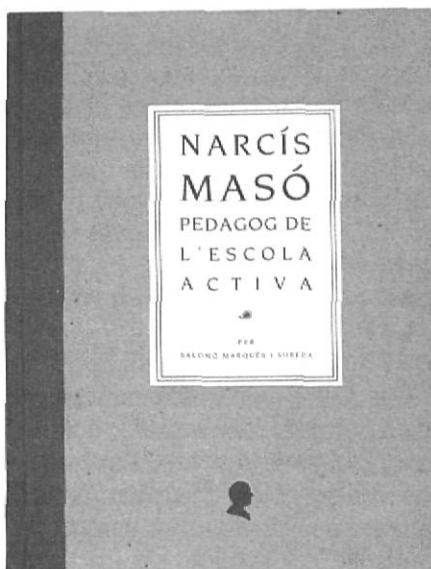 NARCÍS
MASÓ
PEDAGOG DE
L'ESCOLA
ACTIVA
PER
SALOMÓ MARQUÈS I SUREDA